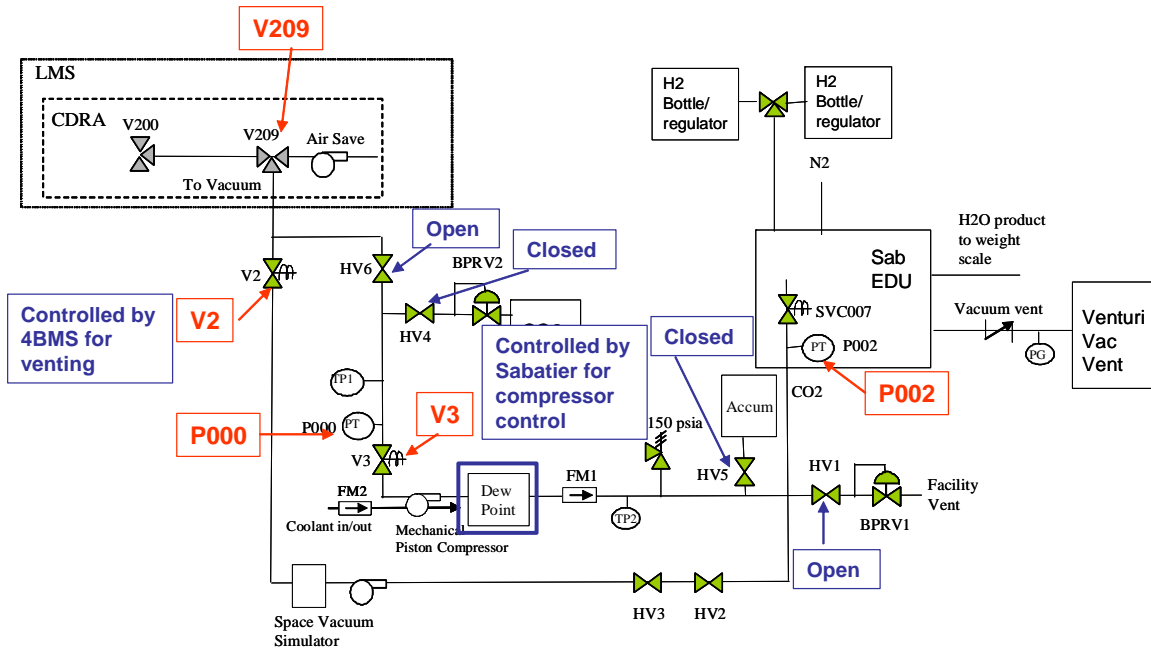 V209
LMS
CDRA
V200
V209
Air Save
To Vacuum
H2
Bottle/
regulator
H2
Bottle/
regulator
N2
Open
Closed
V2
HV6
BPRV2
HV4
Controlled by
4BMS for
venting
V2
Sab
EDU
H2O product
to weight
scale
SVC007
PT
P002
Vacuum vent
PG
Venturi
Vac
Vent
Closed
Controlled by
Sabatier for
compressor
control
P002
CO2
TP1
P000
P000
PT
V3
V3
Accum
150 psia
HV5
HV1
Facility
Vent
BPRV1
FM2
Coolant in/out
Mechanical
Piston Compressor
Dew
Point
FM1
TP2
Open
HV3
HV2
Space Vacuum
Simulator